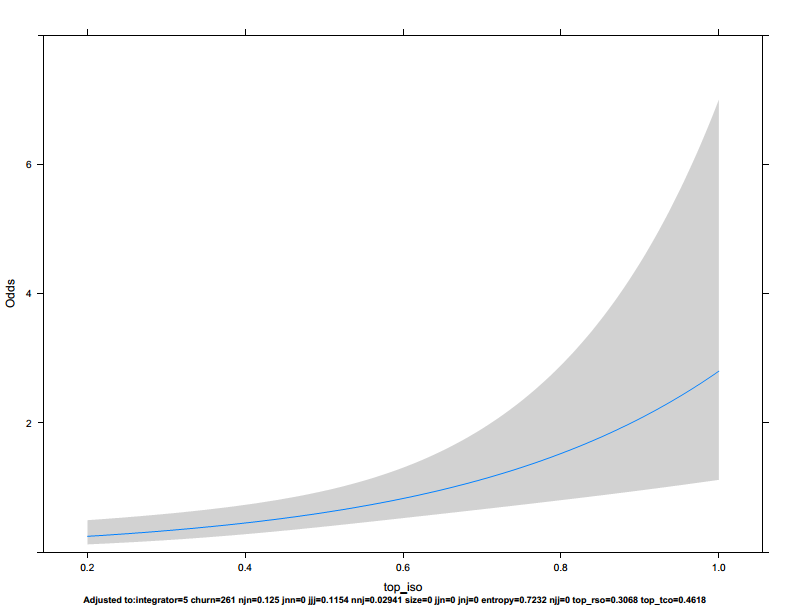 6
4
2
Odds
0.2 0.4 0.6 0.8 1.0
top_iso
Adjusted to:integrator=5 churn=261 njn=0.125 jnn=0 jjj=0.1154 nnj=0.02941 size=0 jjn=0 jnj=0 entropy=0.7232 njj=0 top_rso=0.3068 top_tco=0.4618